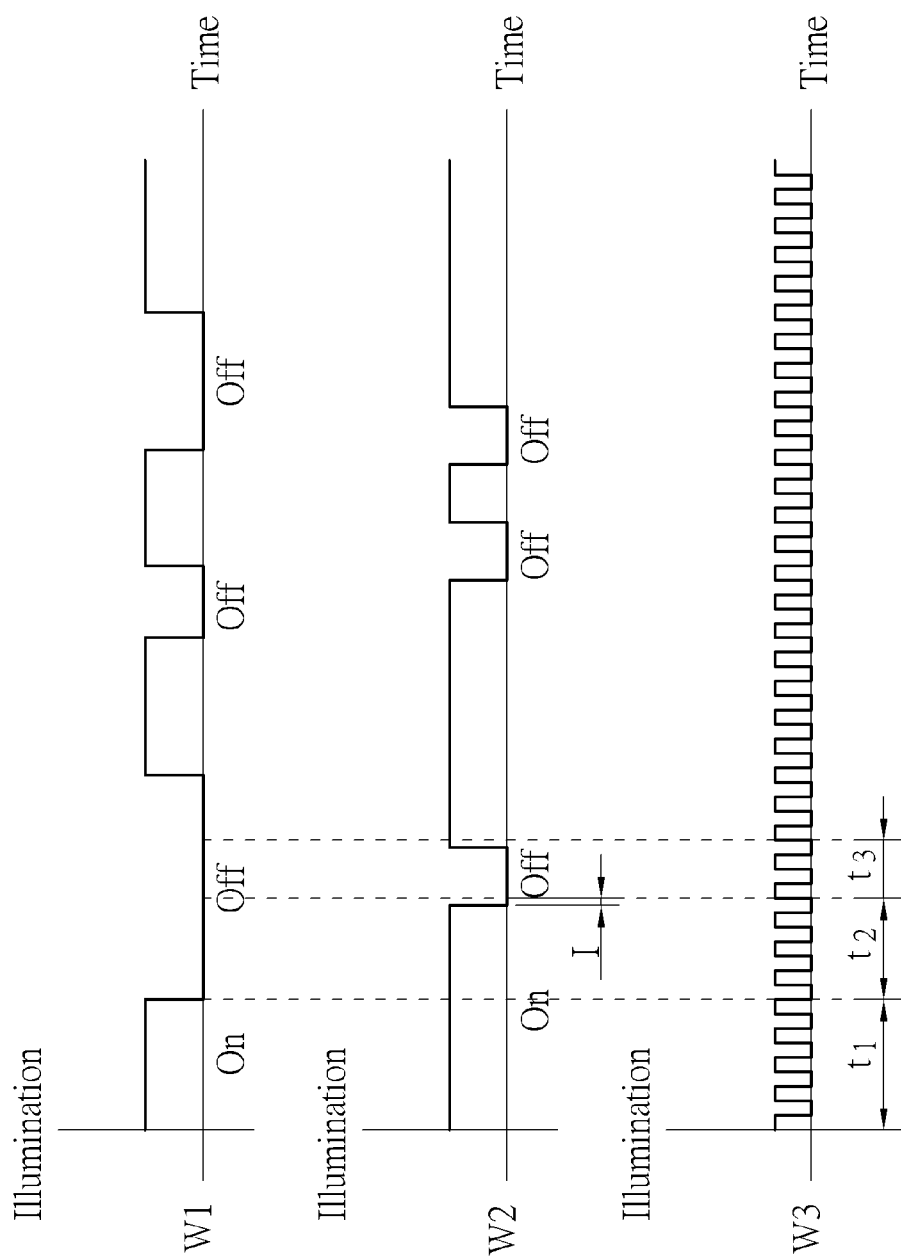 Illumination
W1
On
Off
Off
Off
Time
Illumination
W2
On
I
Off
Off
Off
Time
Illumination
W3
t1
t2
t3
Time